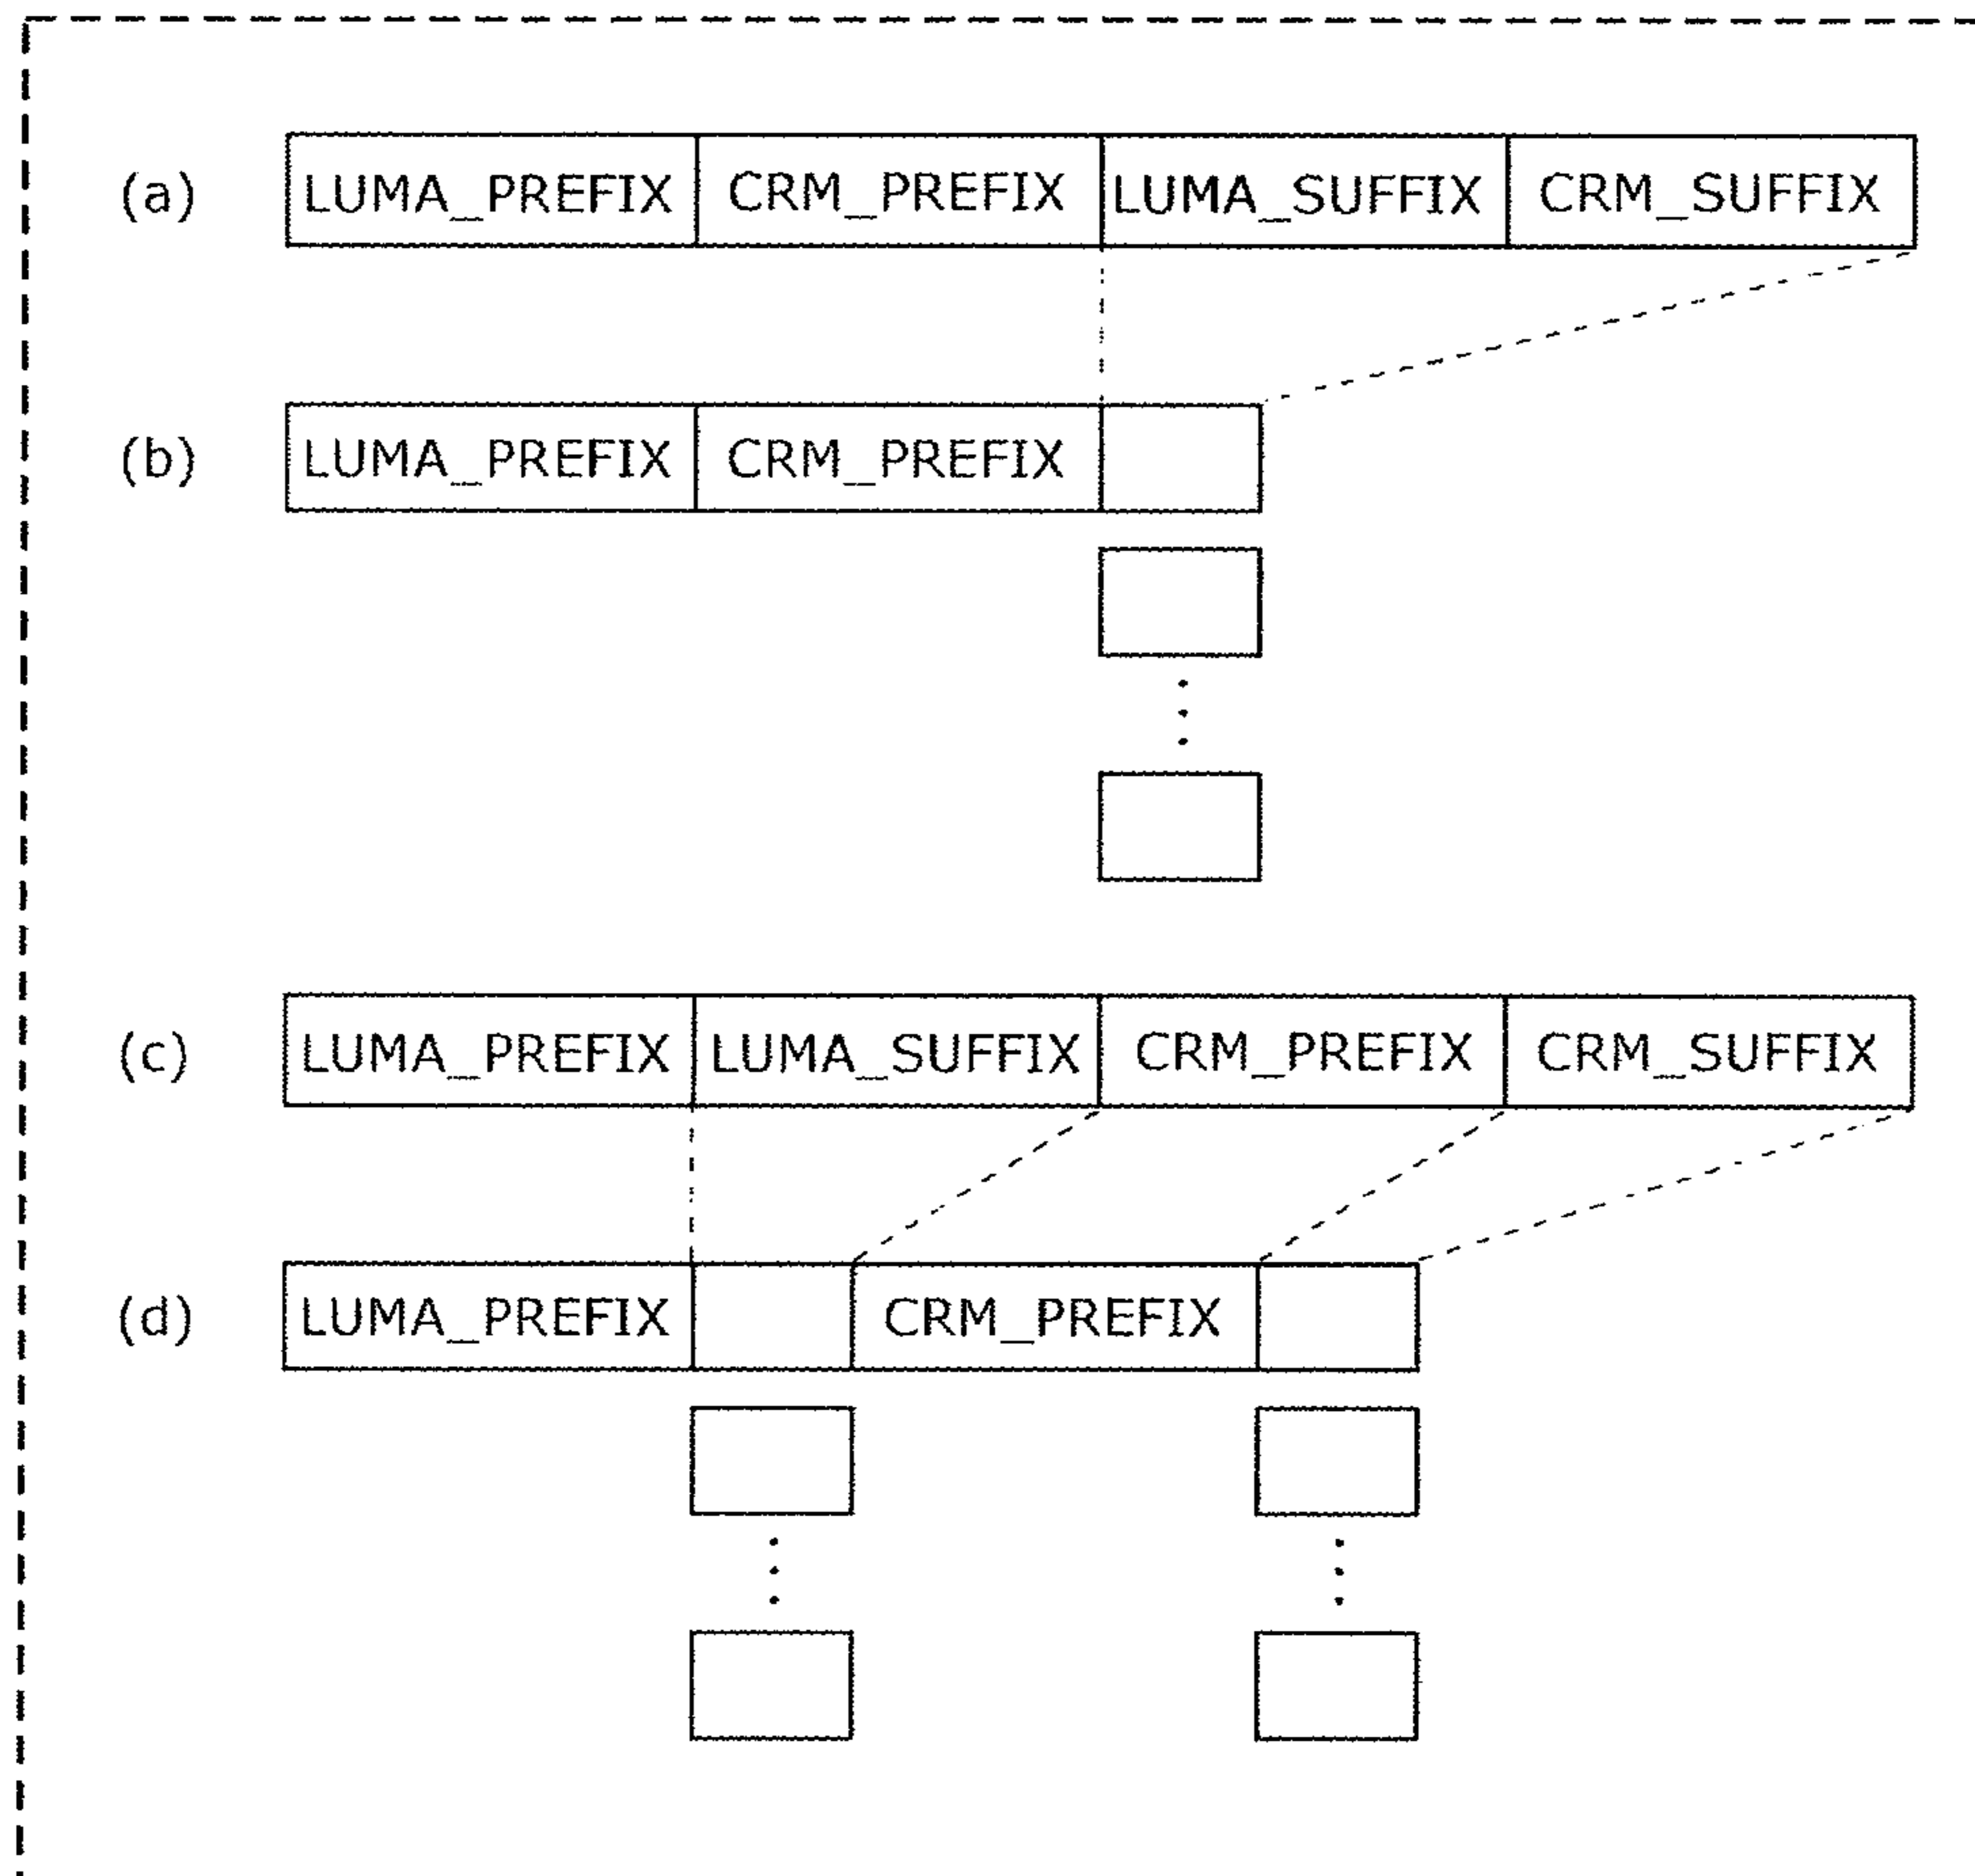 (a) LUMA_PREFIX CRM_PREFIX LUMA_SUFFIX CRM_SUFFIX
(b) LUMA_PREFIX CRM_PREFIX
(c) LUMA_PREFIX LUMA_SUFFIX CRM_PREFIX CRM_SUFFIX
(d) LUMA_PREFIX CRM_PREFIX